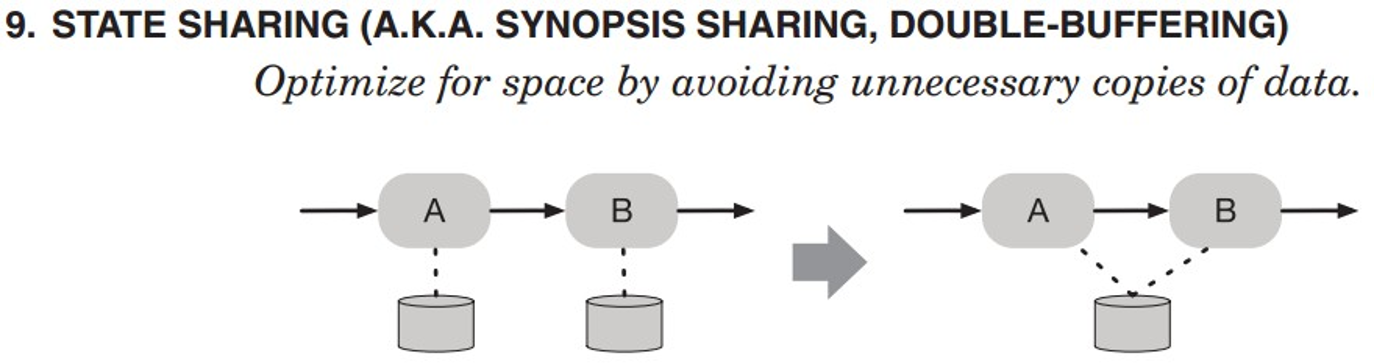 9. STATE SHARING (A.K.A. SYNOPSIS SHARING, DOUBLE-BUFFERING)
Optimize for space by avoiding unnecessary copies of data.
A B A B